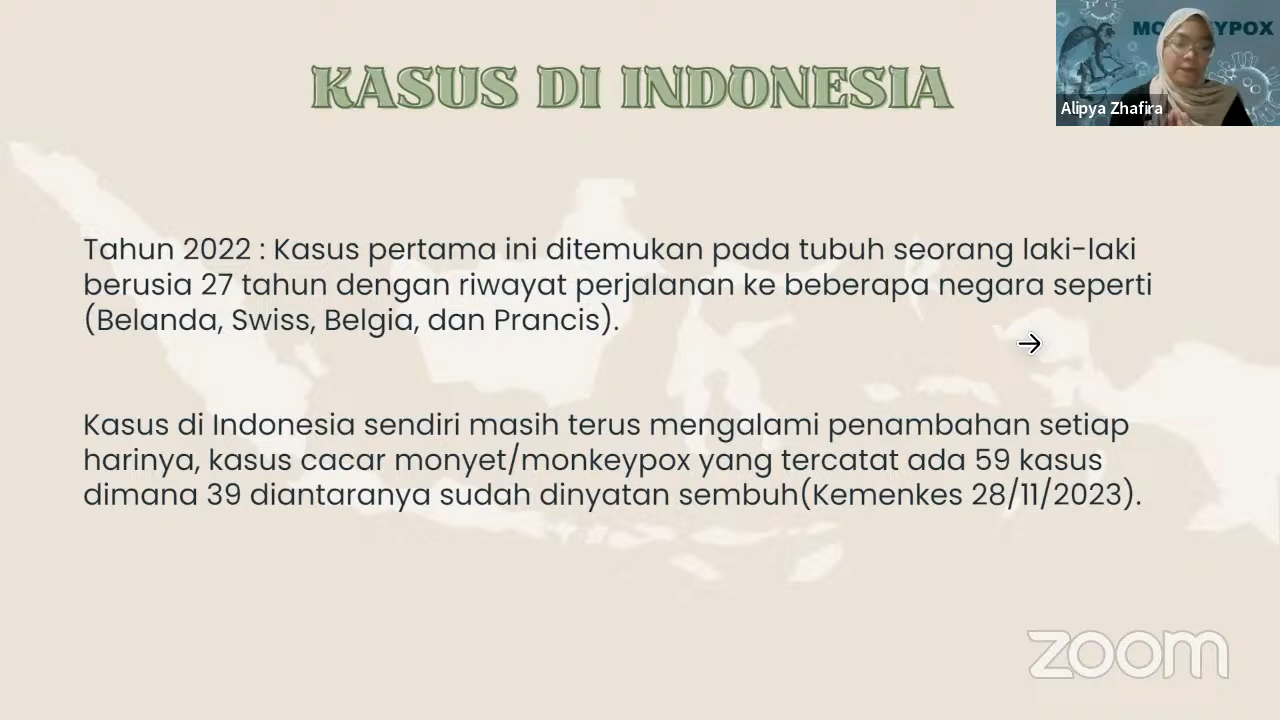 MO YPOX
KASUS DI INDONESIA
Alipya Zhafira
Tahun 2022 : Kasus pertama ini ditemukan pada tubuh seorang laki-laki
berusia 27 tahun dengan riwayat perjalanan ke beberapa negara seperti
(Belanda, Swiss, Belgia, dan Prancis).
Kasus di Indonesia sendiri masih terus mengalami penambahan setiap
harinya, kasus cacar monyet/monkeypox yang tercatat ada 59 kasus
dimana 39 diantaranya sudah dinyatan sembuh(Kemenkes 28/11/2023).
zoom